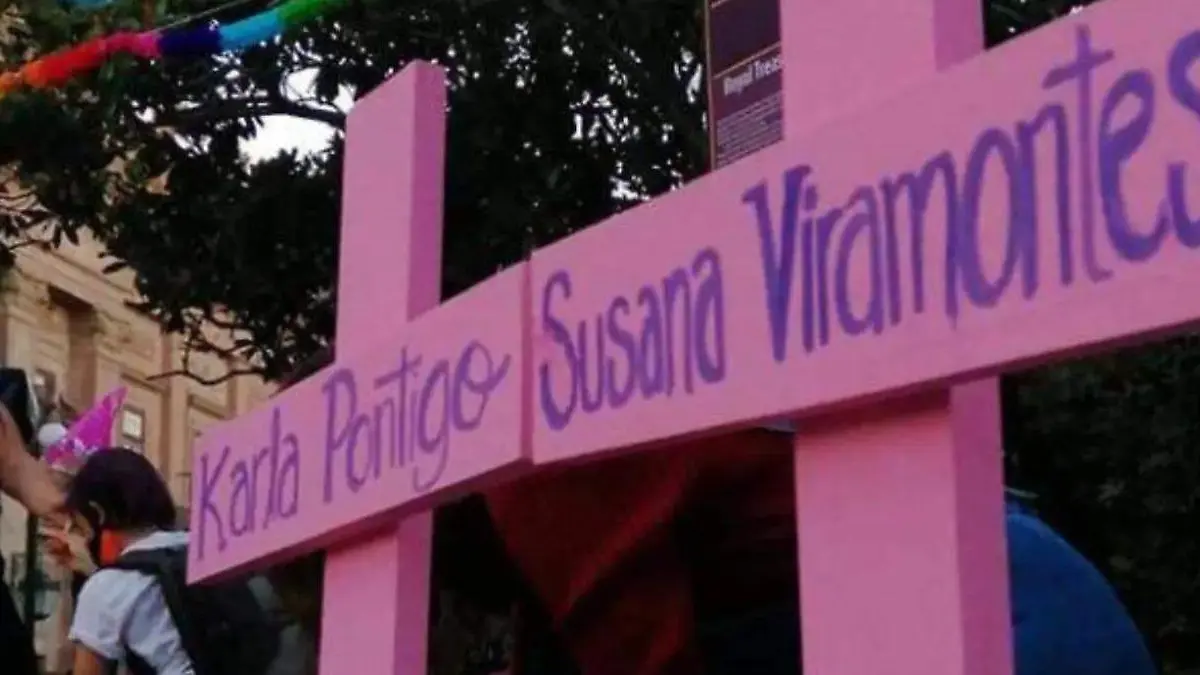 Karla Pontigo
Susana Viramontes